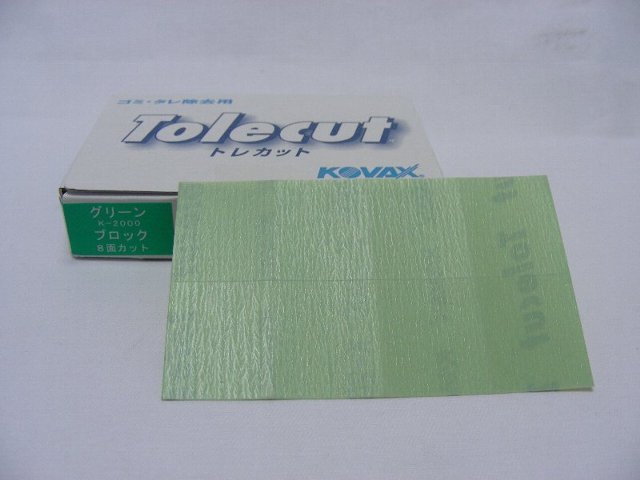 ゴミ・タレ除去用
Tolecut
トレカット
KOVAX
グリーン
K-2000
ブロック
8面カット
Tolecut